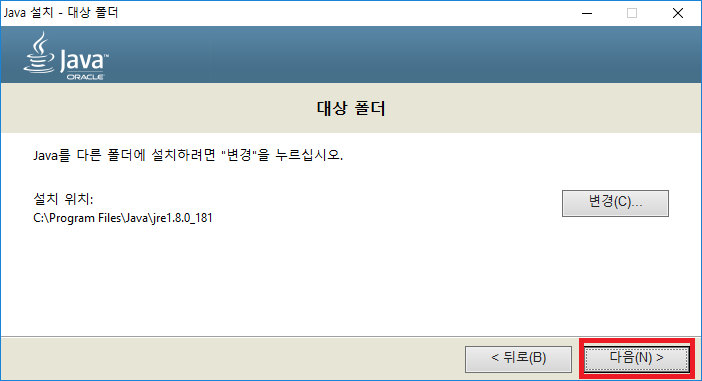 Java 설치 - 대상 폴더
Java™
ORACLE
대상 폴더
Java를 다른 폴더에 설치하려면 "변경"을 누르십시오.
설치 위치:
C:\Program Files\Java\jre1.8.0_181
변경(C)...
< 뒤로(B)
다음(N) >